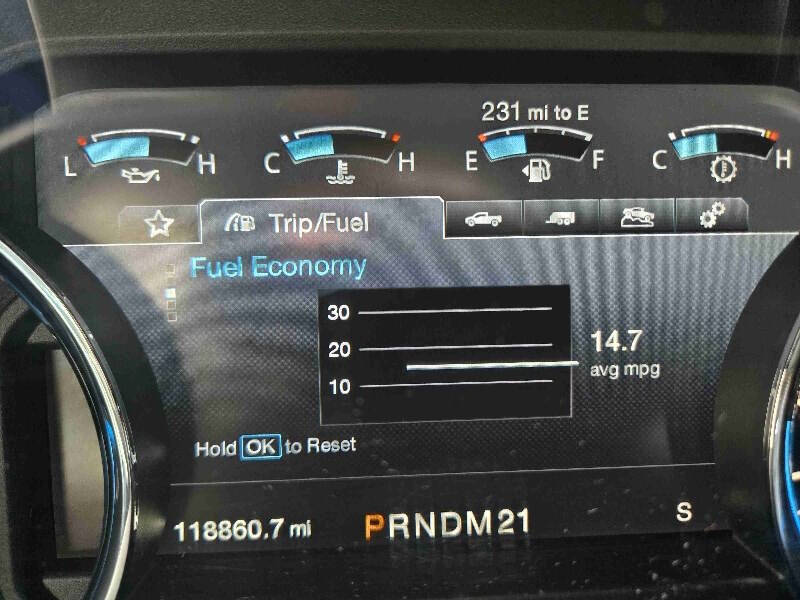 231 mi to E
L H C H E F C H
Trip/Fuel
Fuel Economy
30
20
10
14.7
avg mpg
Hold OK to Reset
118860.7 mi PRNDM21 S